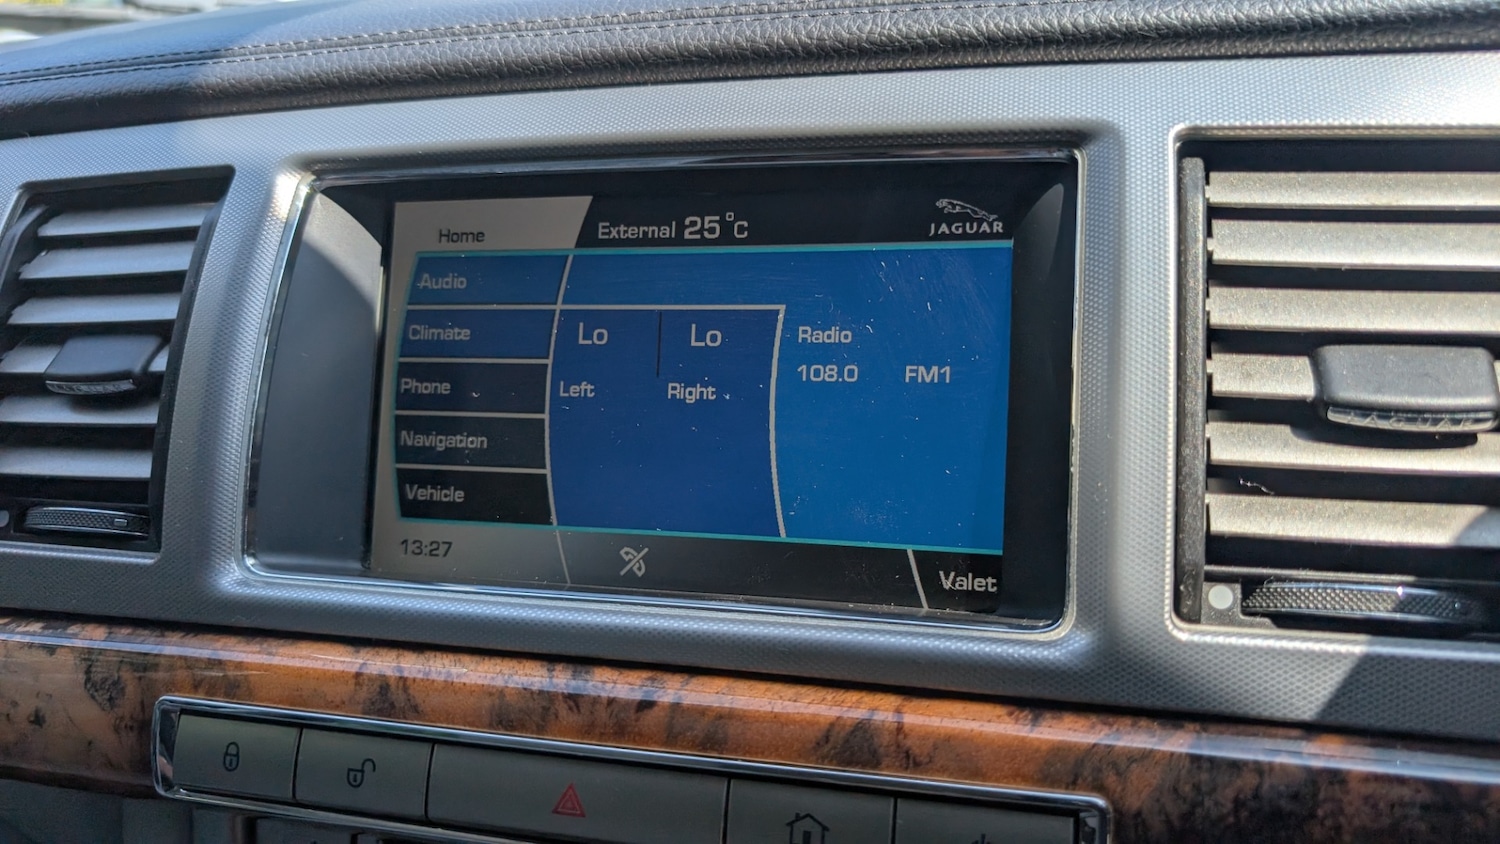 Home
External 25°C
JAGUAR
Audio
Climate
Lo
Lo
Radio
Phone
Left
Right
108.0
FM1
Navigation
Vehicle
13:27
Valet
JAGUAR